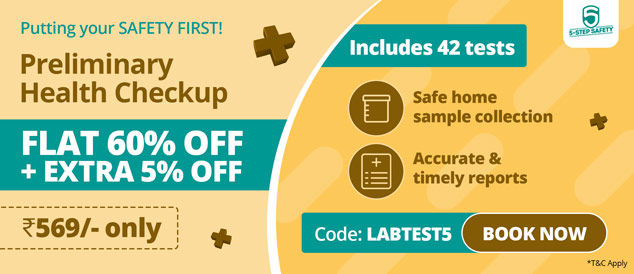 Putting your SAFETY FIRST!
Preliminary
Health Checkup
FLAT 60% OFF
+ EXTRA 5% OFF
₹569/- only
5
5-STEP SAFETY
Includes 42 tests
Safe home
sample collection
Accurate &
timely reports
Code: LABTEST5
BOOK NOW
*T&C Apply